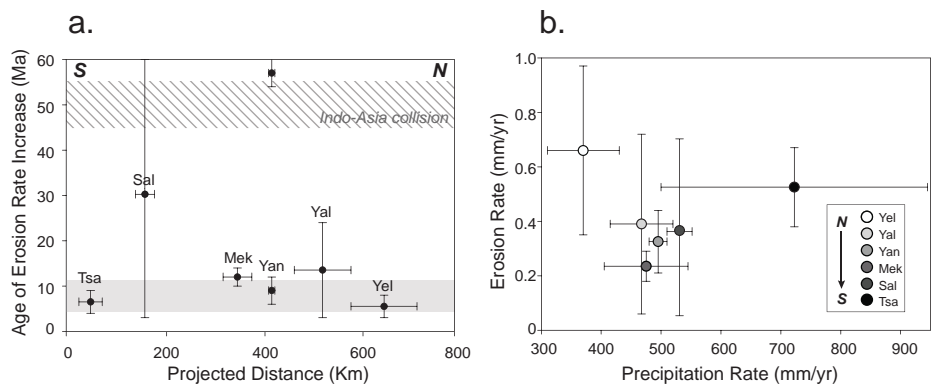 a.
Age of Erosion Rate Increase (Ma)
60
50
40
30
20
10
0
S
N
Indo-Asia collision
Sal
Yal
Mek
Yan
Tsa
Yel
0
200
400
600
800
Projected Distance (Km)
b.
Erosion Rate (mm/yr)
1.0
0.8
0.6
0.4
0.2
0
N
S
Yel
Yal
Yan
Mek
Sal
Tsa
300
400
500
600
700
800
900
Precipitation Rate (mm/yr)